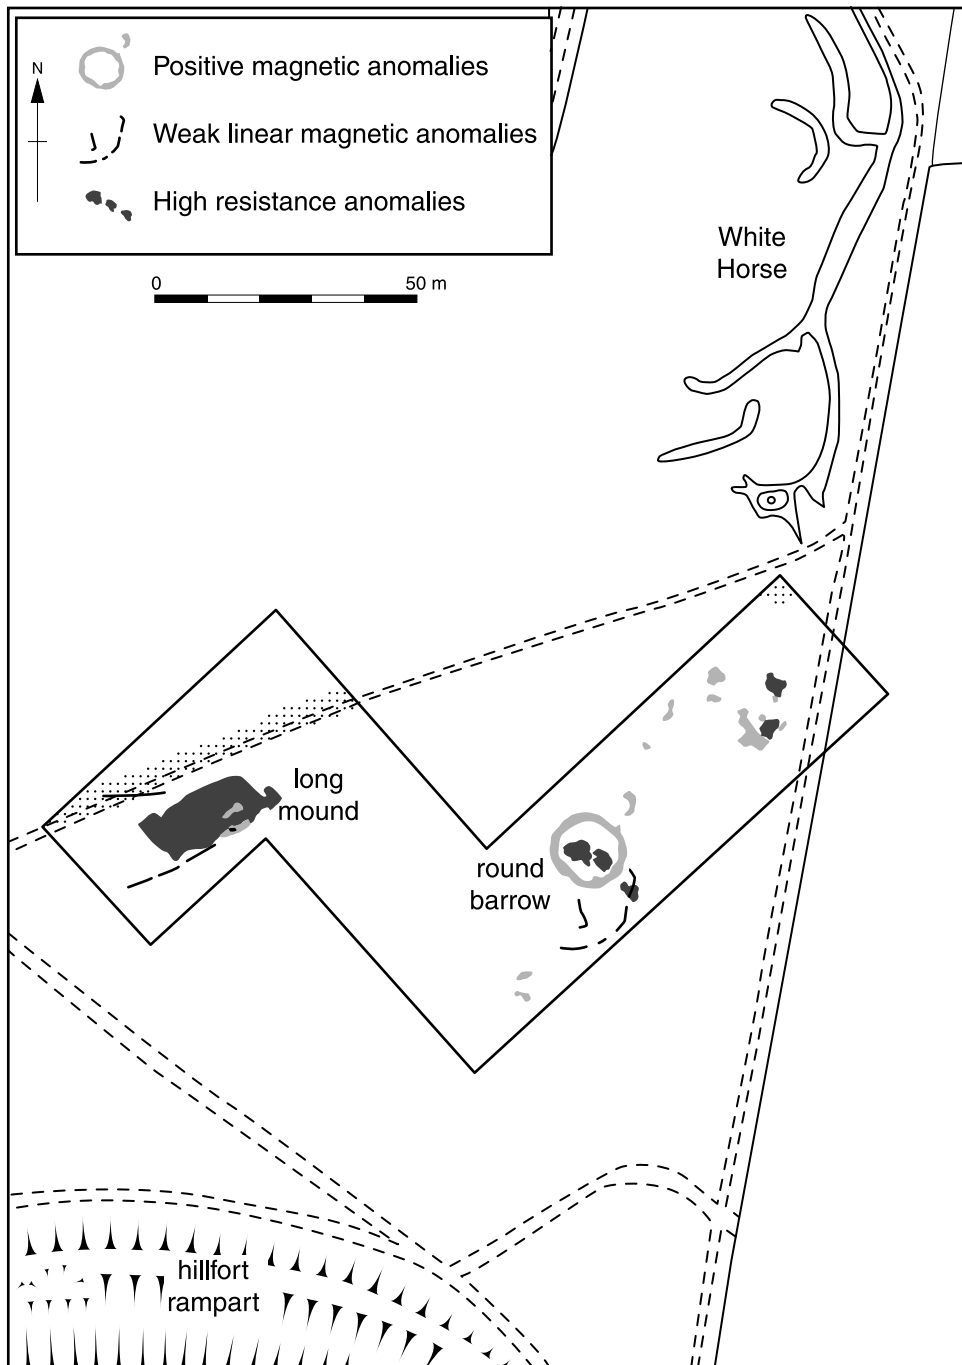 N
Positive magnetic anomalies
Weak linear magnetic anomalies
High resistance anomalies
0 50 m
White
Horse
long
mound
round
barrow
hillfort
rampart